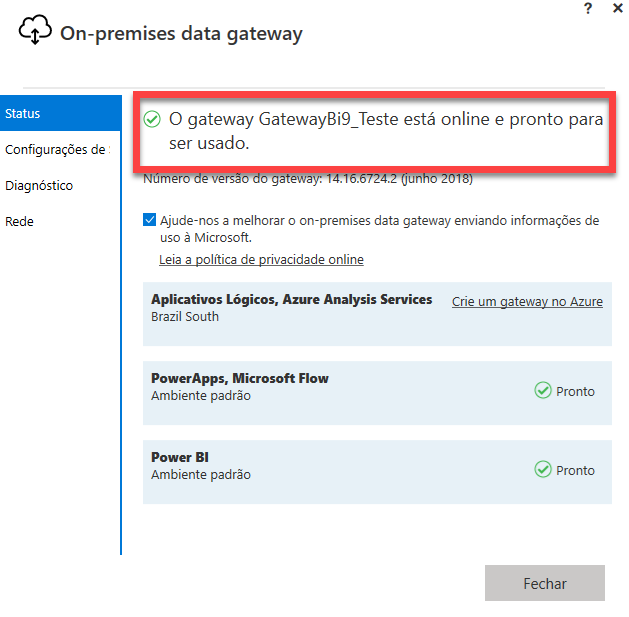 ? ×
On-premises data gateway
Status
Configurações de
Diagnóstico
Rede
O gateway GatewayBi9_Teste está online e pronto para
ser usado.
Número de versão do gateway: 14.16.6724.2 (junho 2018)
Ajude-nos a melhorar o on-premises data gateway enviando informações de
uso à Microsoft.
Leia a política de privacidade online
Aplicativos Lógicos, Azure Analysis Services
Crie um gateway no Azure
Brazil South
PowerApps, Microsoft Flow
Ambiente padrão
Pronto
Power BI
Ambiente padrão
Pronto
Fechar